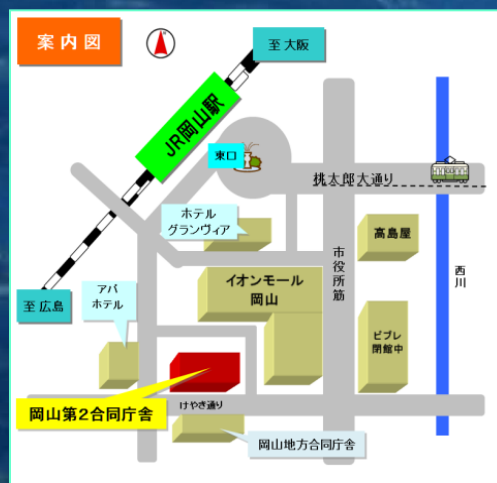 案内図
至大阪
JR岡山駅
東口
桃太郎大通り
ホテル
グランヴィア
高島屋
市役所筋
西川
イオンモール
岡山
至広島
アパ
ホテル
ビブレ
閉館中
岡山第2合同庁舎
けやき通り
岡山地方合同庁舎